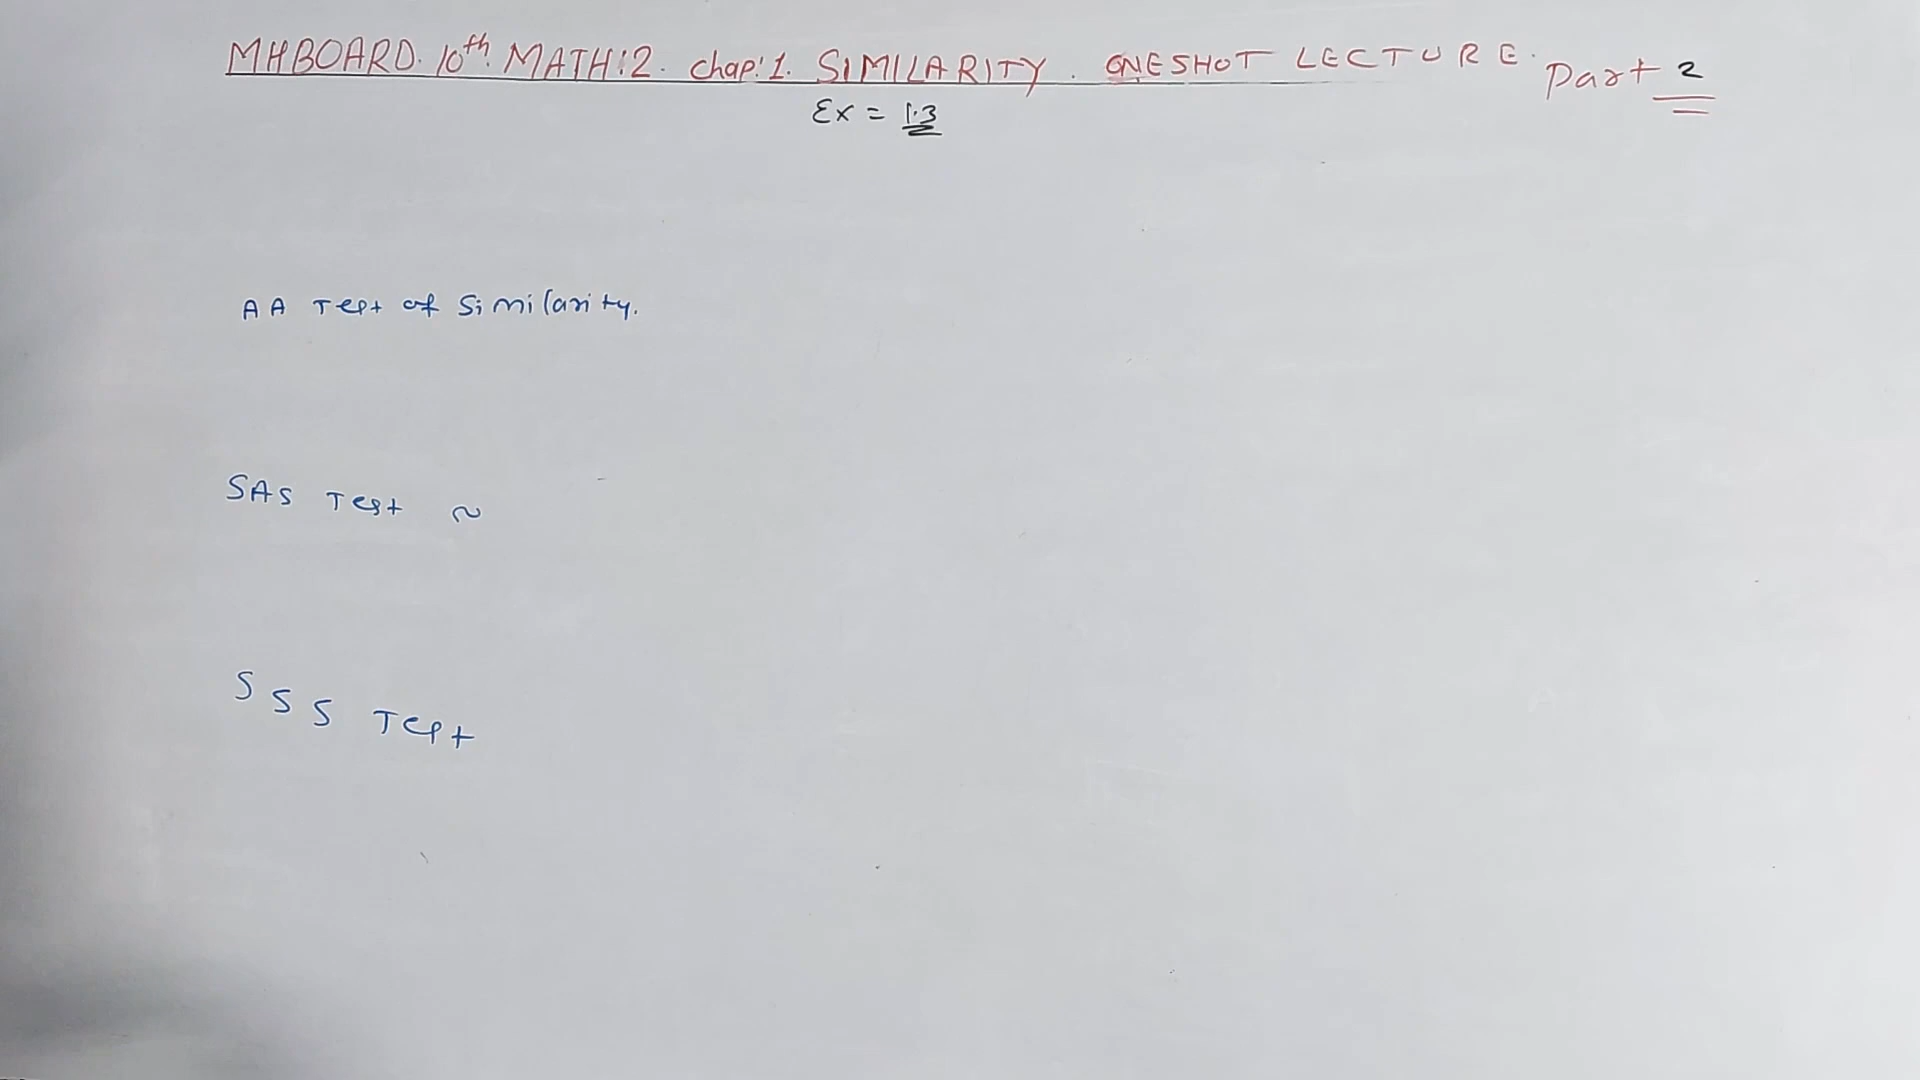 MHBOARD. 10th. MATH:2. chap:1. SIMILARITY. ONESHOT LECTURE. Part 2
Ex = 1.3
AA Test of Similarity.
SAS Test ~
SSS Test